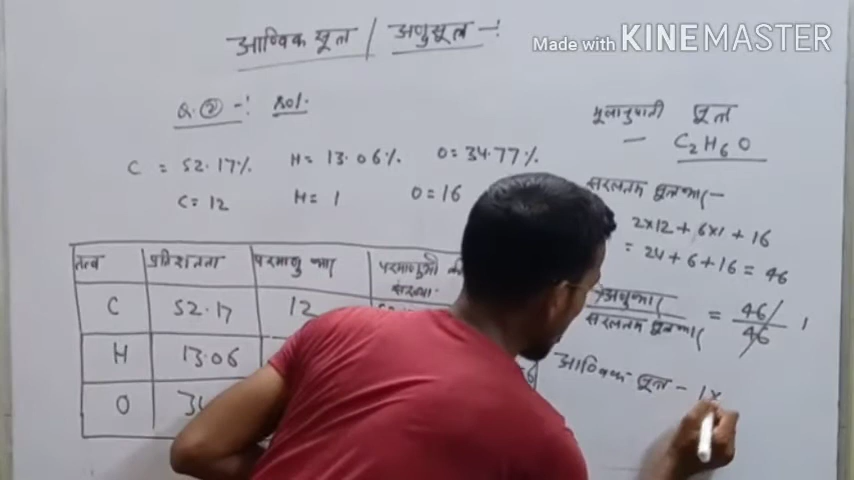 Made with KINEMASTER
आण्विक सूत्र / अणुसूत्र -:
Q.② -: Sol.
C = 52.17% H = 13.06% O = 34.77%
C = 12 H = 1 O = 16
तत्व प्रतिशतता परमाणु भार परमाणुओं की संख्या
C 52.17 12
H 13.06
O 34
मूलानुपाती सूत्र
– C₂H₆O
सरलतम सूत्रभार –
2×12 + 6×1 + 16
= 24 + 6 + 16 = 46
अणुभार / सरलतम सूत्रभार = 46/46 1
आण्विक सूत्र – 1×